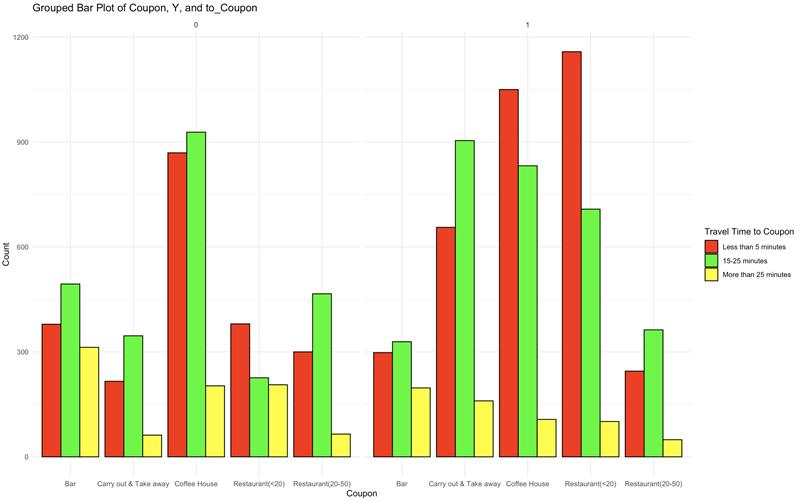 Grouped Bar Plot of Coupon, Y, and to_Coupon
0
1
1200
900
600
300
0
Count
Bar
Carry out & Take away
Coffee House
Restaurant(<20)
Restaurant(20-50)
Bar
Carry out & Take away
Coffee House
Restaurant(<20)
Restaurant(20-50)
Coupon
Travel Time to Coupon
Less than 5 minutes
15-25 minutes
More than 25 minutes